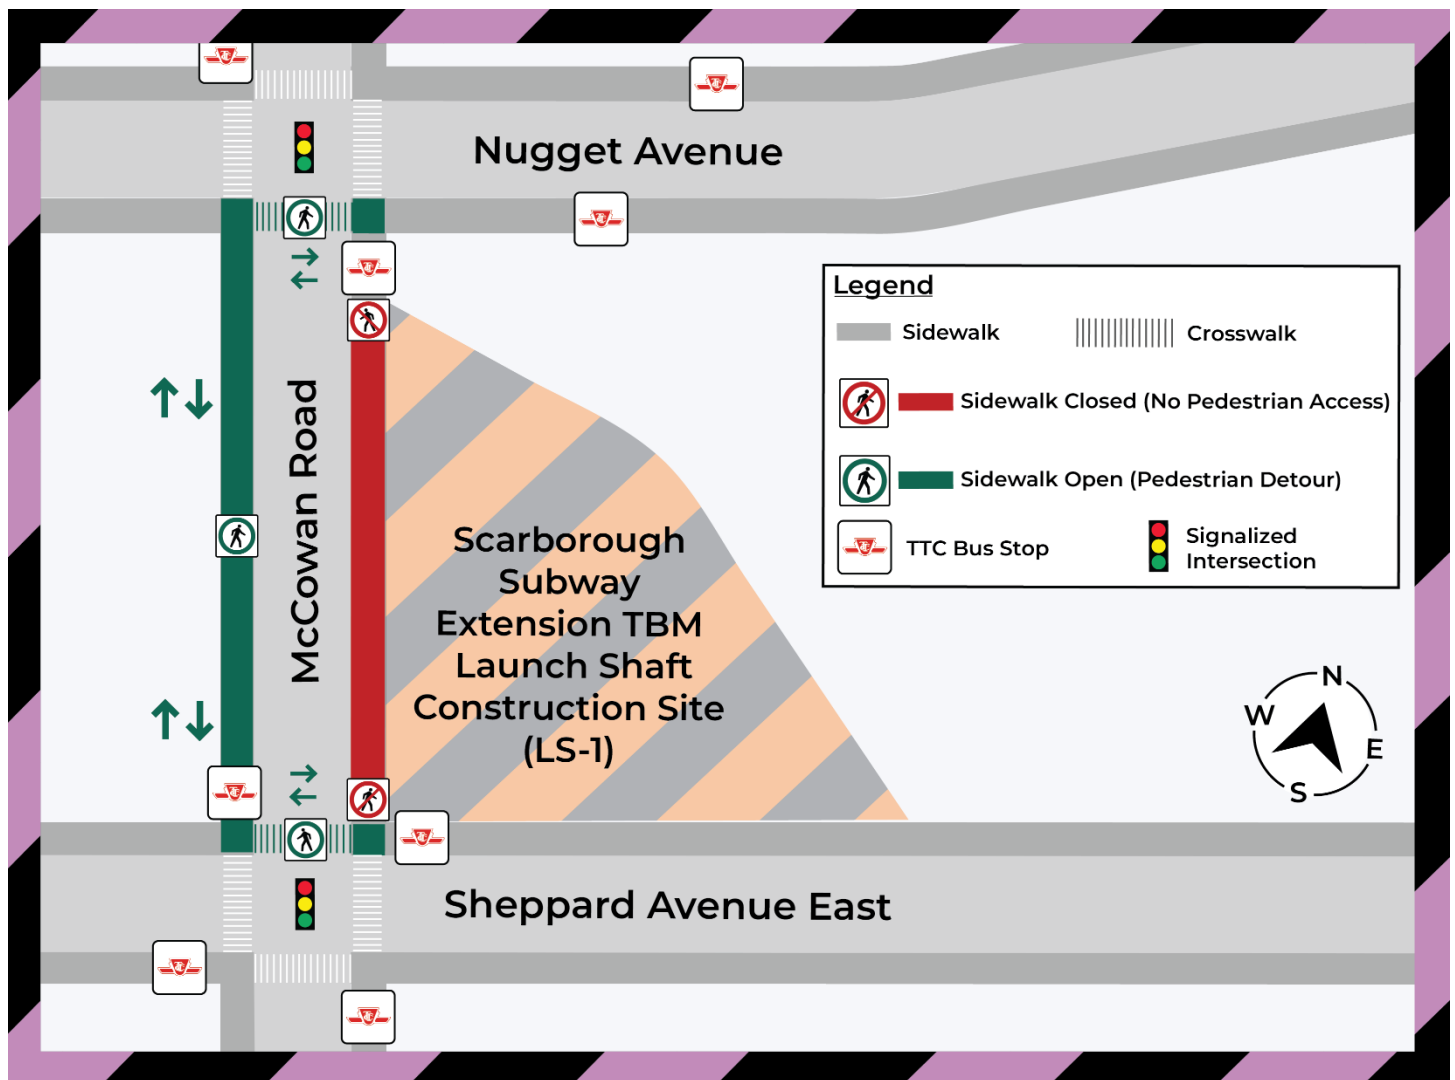 Nugget Avenue
Legend
Sidewalk
Crosswalk
Sidewalk Closed (No Pedestrian Access)
Sidewalk Open (Pedestrian Detour)
TTC Bus Stop
Signalized
Intersection
McCowan Road
Scarborough
Subway
Extension TBM
Launch Shaft
Construction Site
(LS-1)
N
W
E
S
Sheppard Avenue East